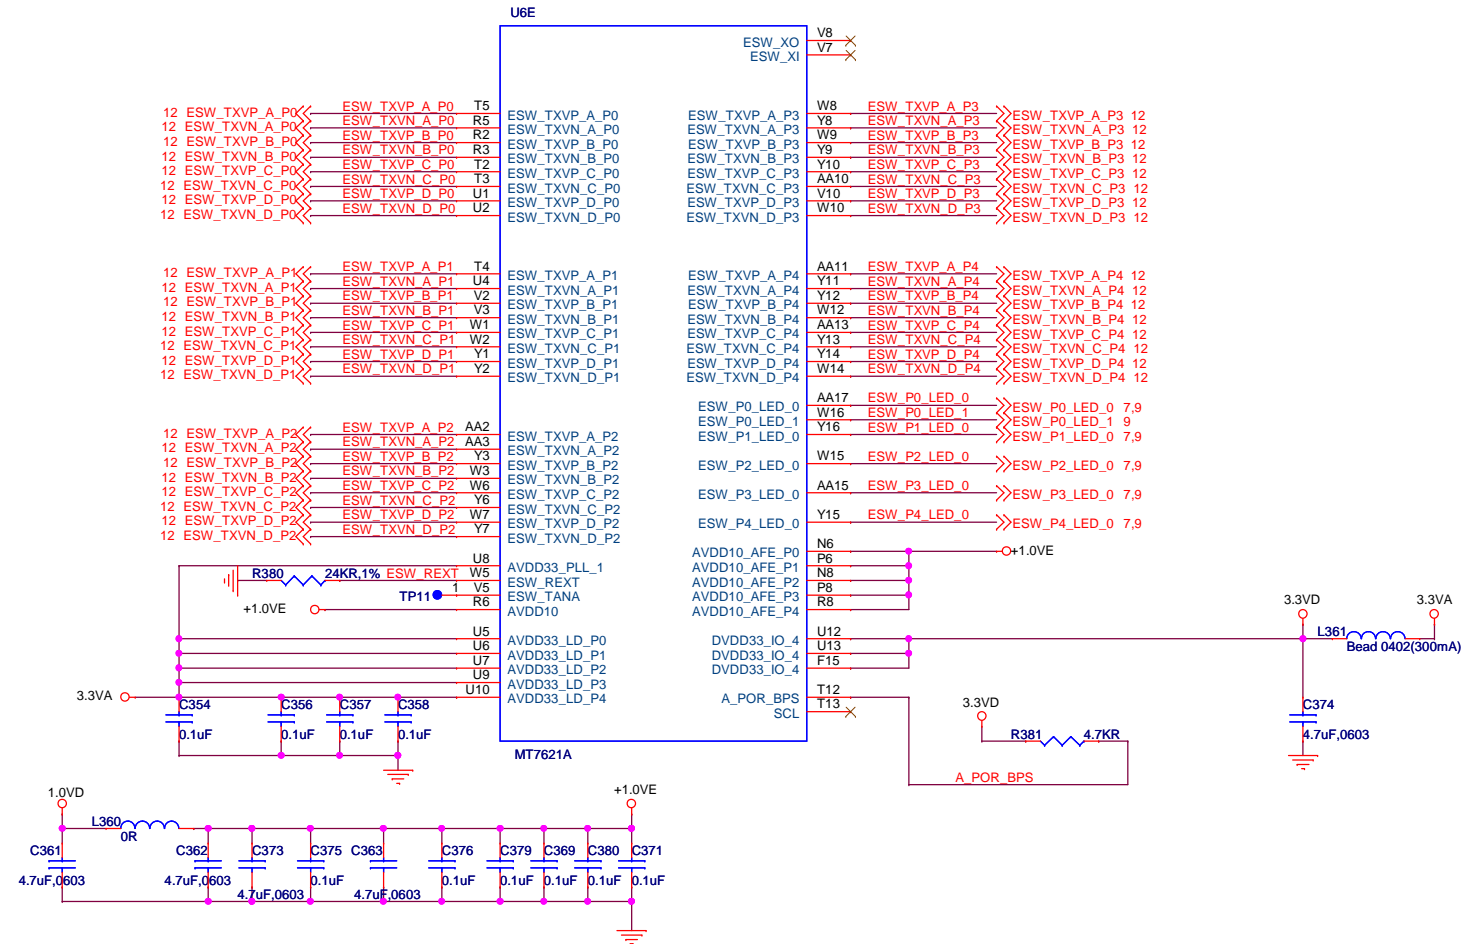 U6E
ESW_XO V8
ESW_XI V7
12 ESW_TXVP_A_P0 ESW_TXVP_A_P0 T5 ESW_TXVP_A_P0
12 ESW_TXVN_A_P0 ESW_TXVN_A_P0 R5 ESW_TXVN_A_P0
12 ESW_TXVP_B_P0 ESW_TXVP_B_P0 R2 ESW_TXVP_B_P0
12 ESW_TXVN_B_P0 ESW_TXVN_B_P0 R3 ESW_TXVN_B_P0
12 ESW_TXVP_C_P0 ESW_TXVP_C_P0 T2 ESW_TXVP_C_P0
12 ESW_TXVN_C_P0 ESW_TXVN_C_P0 T3 ESW_TXVN_C_P0
12 ESW_TXVP_D_P0 ESW_TXVP_D_P0 U1 ESW_TXVP_D_P0
12 ESW_TXVN_D_P0 ESW_TXVN_D_P0 U2 ESW_TXVN_D_P0
ESW_TXVP_A_P3 W8 ESW_TXVP_A_P3 ESW_TXVP_A_P3 12
ESW_TXVN_A_P3 Y8 ESW_TXVN_A_P3 ESW_TXVN_A_P3 12
ESW_TXVP_B_P3 W9 ESW_TXVP_B_P3 ESW_TXVP_B_P3 12
ESW_TXVN_B_P3 Y9 ESW_TXVN_B_P3 ESW_TXVN_B_P3 12
ESW_TXVP_C_P3 Y10 ESW_TXVP_C_P3 ESW_TXVP_C_P3 12
ESW_TXVN_C_P3 AA10 ESW_TXVN_C_P3 ESW_TXVN_C_P3 12
ESW_TXVP_D_P3 V10 ESW_TXVP_D_P3 ESW_TXVP_D_P3 12
ESW_TXVN_D_P3 W10 ESW_TXVN_D_P3 ESW_TXVN_D_P3 12
12 ESW_TXVP_A_P1 ESW_TXVP_A_P1 T4 ESW_TXVP_A_P1
12 ESW_TXVN_A_P1 ESW_TXVN_A_P1 U4 ESW_TXVN_A_P1
12 ESW_TXVP_B_P1 ESW_TXVP_B_P1 V2 ESW_TXVP_B_P1
12 ESW_TXVN_B_P1 ESW_TXVN_B_P1 V3 ESW_TXVN_B_P1
12 ESW_TXVP_C_P1 ESW_TXVP_C_P1 W1 ESW_TXVP_C_P1
12 ESW_TXVN_C_P1 ESW_TXVN_C_P1 W2 ESW_TXVN_C_P1
12 ESW_TXVP_D_P1 ESW_TXVP_D_P1 Y1 ESW_TXVP_D_P1
12 ESW_TXVN_D_P1 ESW_TXVN_D_P1 Y2 ESW_TXVN_D_P1
ESW_TXVP_A_P4 AA11 ESW_TXVP_A_P4 ESW_TXVP_A_P4 12
ESW_TXVN_A_P4 Y11 ESW_TXVN_A_P4 ESW_TXVN_A_P4 12
ESW_TXVP_B_P4 Y12 ESW_TXVP_B_P4 ESW_TXVP_B_P4 12
ESW_TXVN_B_P4 W12 ESW_TXVN_B_P4 ESW_TXVN_B_P4 12
ESW_TXVP_C_P4 AA13 ESW_TXVP_C_P4 ESW_TXVP_C_P4 12
ESW_TXVN_C_P4 Y13 ESW_TXVN_C_P4 ESW_TXVN_C_P4 12
ESW_TXVP_D_P4 Y14 ESW_TXVP_D_P4 ESW_TXVP_D_P4 12
ESW_TXVN_D_P4 W14 ESW_TXVN_D_P4 ESW_TXVN_D_P4 12
ESW_P0_LED_0 AA17 ESW_P0_LED_0 ESW_P0_LED_0 7,9
ESW_P0_LED_1 W16 ESW_P0_LED_1 ESW_P0_LED_1 9
ESW_P1_LED_0 Y16 ESW_P1_LED_0 ESW_P1_LED_0 7,9
ESW_P2_LED_0 W15 ESW_P2_LED_0 ESW_P2_LED_0 7,9
ESW_P3_LED_0 AA15 ESW_P3_LED_0 ESW_P3_LED_0 7,9
ESW_P4_LED_0 Y15 ESW_P4_LED_0 ESW_P4_LED_0 7,9
12 ESW_TXVP_A_P2 ESW_TXVP_A_P2 AA2 ESW_TXVP_A_P2
12 ESW_TXVN_A_P2 ESW_TXVN_A_P2 AA3 ESW_TXVN_A_P2
12 ESW_TXVP_B_P2 ESW_TXVP_B_P2 Y3 ESW_TXVP_B_P2
12 ESW_TXVN_B_P2 ESW_TXVN_B_P2 W3 ESW_TXVN_B_P2
12 ESW_TXVP_C_P2 ESW_TXVP_C_P2 W6 ESW_TXVP_C_P2
12 ESW_TXVN_C_P2 ESW_TXVN_C_P2 Y6 ESW_TXVN_C_P2
12 ESW_TXVP_D_P2 ESW_TXVP_D_P2 W7 ESW_TXVP_D_P2
12 ESW_TXVN_D_P2 ESW_TXVN_D_P2 Y7 ESW_TXVN_D_P2
U8 AVDD33_PLL_1
R380 24KR,1% ESW_REXT W5 ESW_REXT
TP11 1 V5 ESW_TANA
+1.0VE R6 AVDD10
AVDD10_AFE_P0 N6 +1.0VE
AVDD10_AFE_P1 P6
AVDD10_AFE_P2 N8
AVDD10_AFE_P3 P8
AVDD10_AFE_P4 R8
U5 AVDD33_LD_P0
U6 AVDD33_LD_P1
U7 AVDD33_LD_P2
U9 AVDD33_LD_P3
3.3VA U10 AVDD33_LD_P4
3.3VD 3.3VA
DVDD33_IO_4 U12 L361
DVDD33_IO_4 U13 Bead 0402(300mA)
DVDD33_IO_4 F15
A_POR_BPS T12
SCL T13
C354 C356 C357 C358
0.1uF 0.1uF 0.1uF 0.1uF
3.3VD
R381 4.7KR
A_POR_BPS
C374
4.7uF,0603
MT7621A
1.0VD +1.0VE
L360
0R
C361 C362 C373 C375 C363 C376 C379 C369 C380 C371
4.7uF,0603 4.7uF,0603 4.7uF,0603 0.1uF 4.7uF,0603 0.1uF 0.1uF 0.1uF 0.1uF 0.1uF